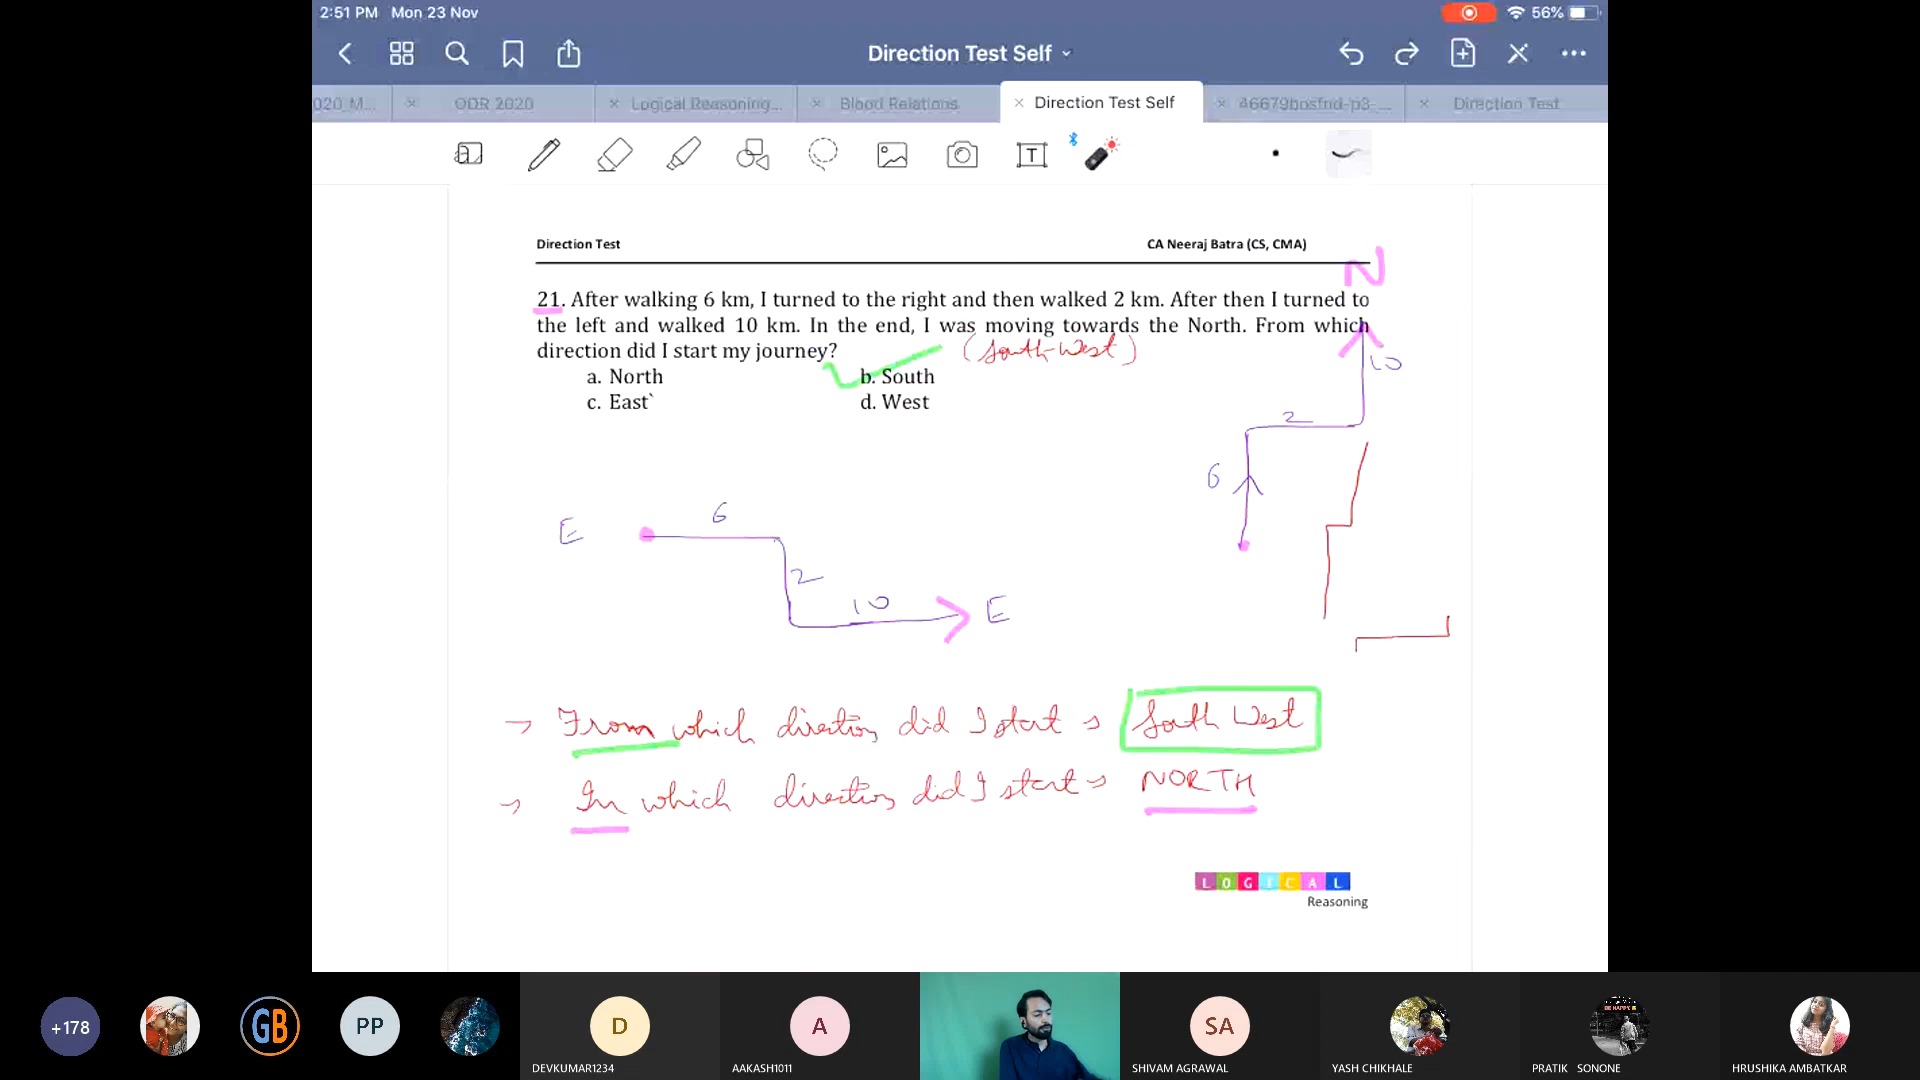 2:51 PM Mon 23 Nov
56%
Direction Test Self
020_M...
ODR 2020
Logical Reasoning...
Blood Relations
Direction Test Self
46679bosfnd-p3-...
Direction Test
T
Direction Test
CA Neeraj Batra (CS, CMA)
N
21. After walking 6 km, I turned to the right and then walked 2 km. After then I turned to
the left and walked 10 km. In the end, I was moving towards the North. From which
direction did I start my journey?
(South-West)
a. North
b. South
c. East`
d. West
10
2
6
6
E
2
10
E
→ From which direction did I start → South West
→ In which direction did I start → NORTH
LOGICAL
Reasoning
+178
GB
PP
D
A
SA
DEVKUMAR1234
AAKASH1011
SHIVAM AGRAWAL
YASH CHIKHALE
PRATIK SONONE
HRUSHIKA AMBATKAR